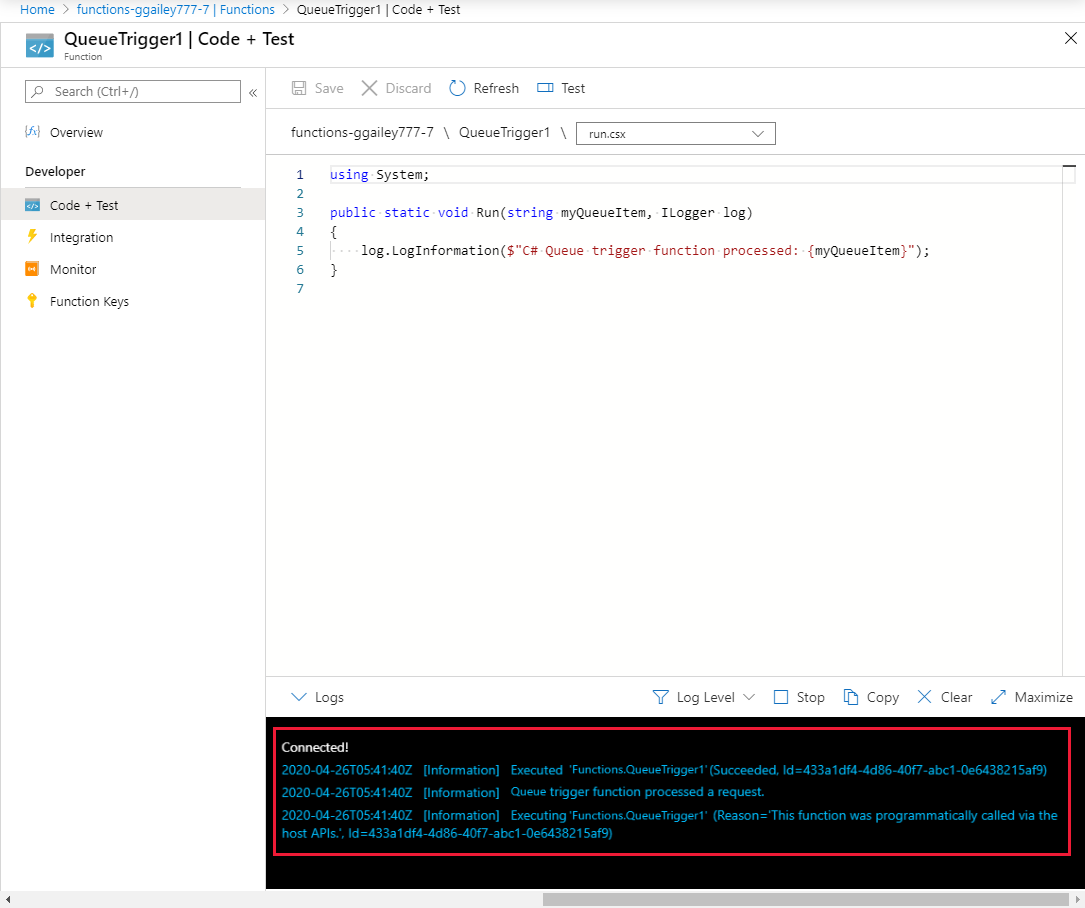 Home > functions-ggailey777-7 | Functions > QueueTrigger1 | Code + Test
QueueTrigger1 | Code + Test
Function
Search (Ctrl+/)
«
Overview
Developer
Code + Test
Integration
Monitor
Function Keys
Save Discard Refresh Test
functions-ggailey777-7 \ QueueTrigger1 \ run.csx
1 using System;
2
3 public static void Run(string myQueueItem, ILogger log)
4 {
5     log.LogInformation($"C# Queue trigger function processed: {myQueueItem}");
6 }
7
Logs Log Level Stop Copy Clear Maximize
Connected!
2020-04-26T05:41:40Z [Information] Executed 'Functions.QueueTrigger1' (Succeeded, Id=433a1df4-4d86-40f7-abc1-0e6438215af9)
2020-04-26T05:41:40Z [Information] Queue trigger function processed a request.
2020-04-26T05:41:40Z [Information] Executing 'Functions.QueueTrigger1' (Reason='This function was programmatically called via the
host APIs.', Id=433a1df4-4d86-40f7-abc1-0e6438215af9)